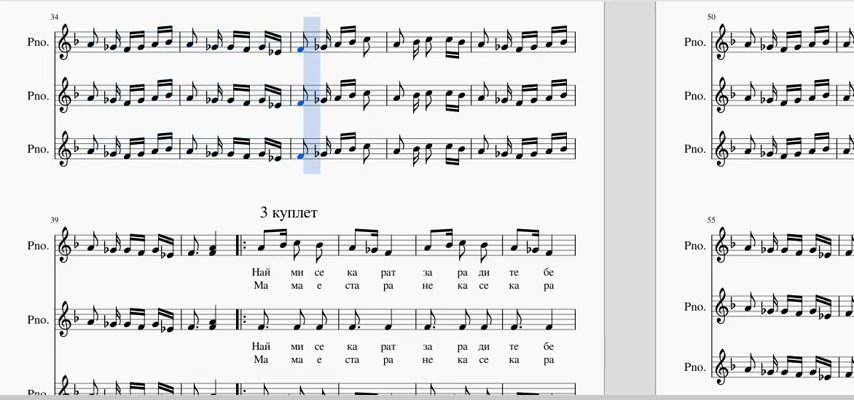 34
50
Pno.
Pno.
Pno.
Pno.
Pno.
Pno.
39
3 куплет
55
Pno.
Най ми се ка рат за ра ди те бе
Ма ма е ста ра не ка се ка ра
Pno.
Pno.
Най ми се ка рат за ра ди те бе
Ма ма е ста ра не ка се ка ра
Pno.
Pno.
Pno.